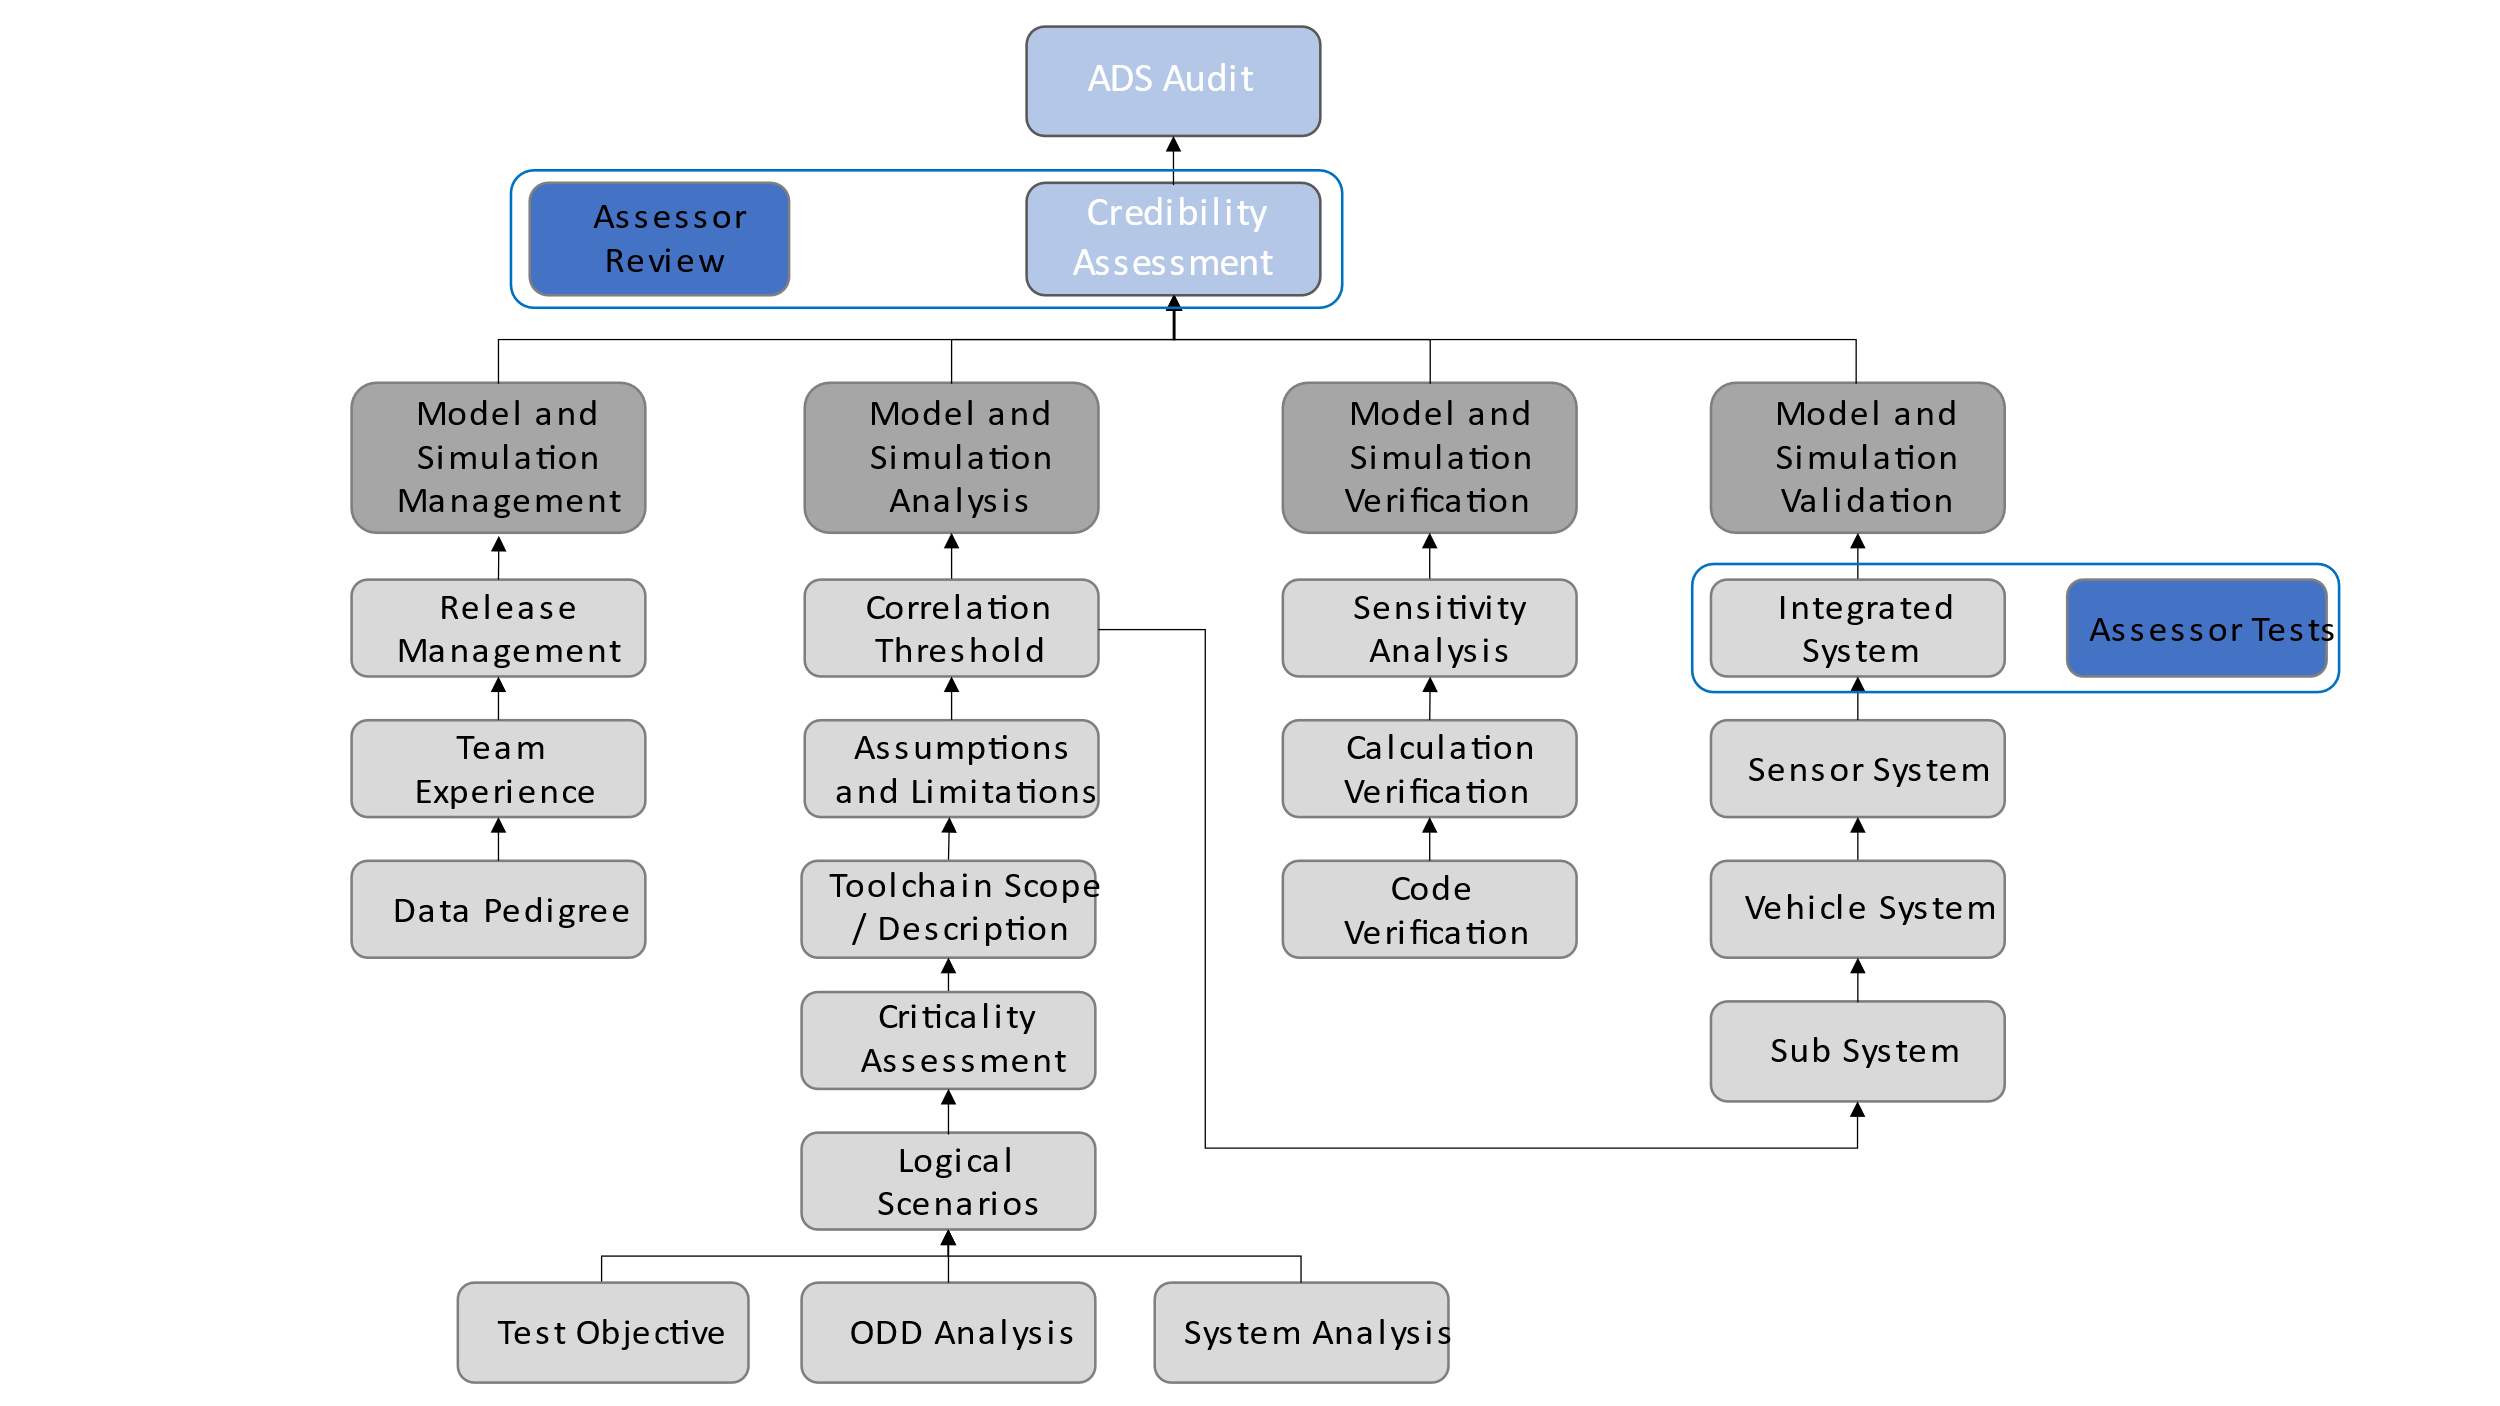 ADS Audit
Assessor
Review
Credibility
Assessment
Model and
Simulation
Management
Model and
Simulation
Analysis
Model and
Simulation
Verification
Model and
Simulation
Validation
Release
Management
Correlation
Threshold
Sensitivity
Analysis
Integrated
System
Assessor Tests
Team
Experience
Assumptions
and Limitations
Calculation
Verification
Sensor System
Data Pedigree
Toolchain Scope
/ Description
Code
Verification
Vehicle System
Criticality
Assessment
Sub System
Logical
Scenarios
Test Objective
ODD Analysis
System Analysis